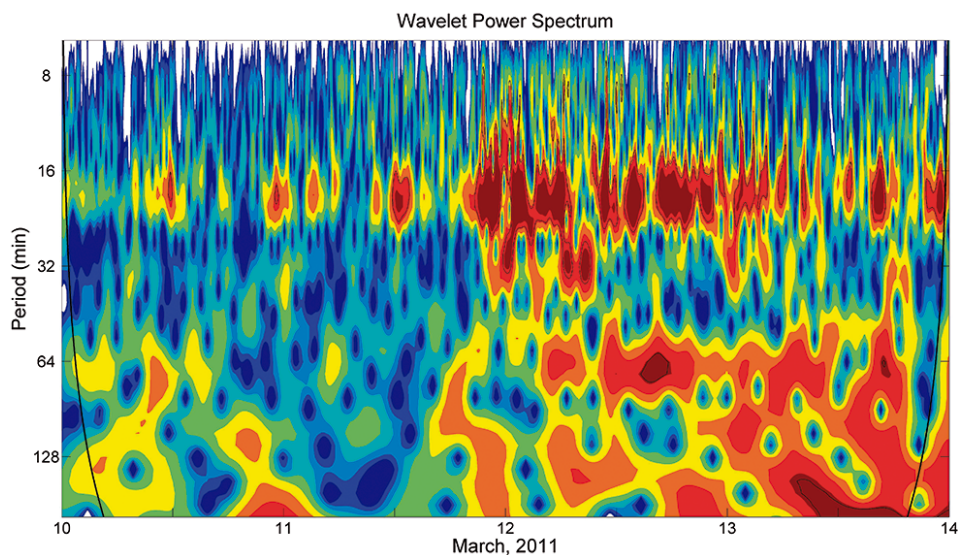 Wavelet Power Spectrum
Period (min)
8
16
32
64
128
10 11 12 13 14
March, 2011